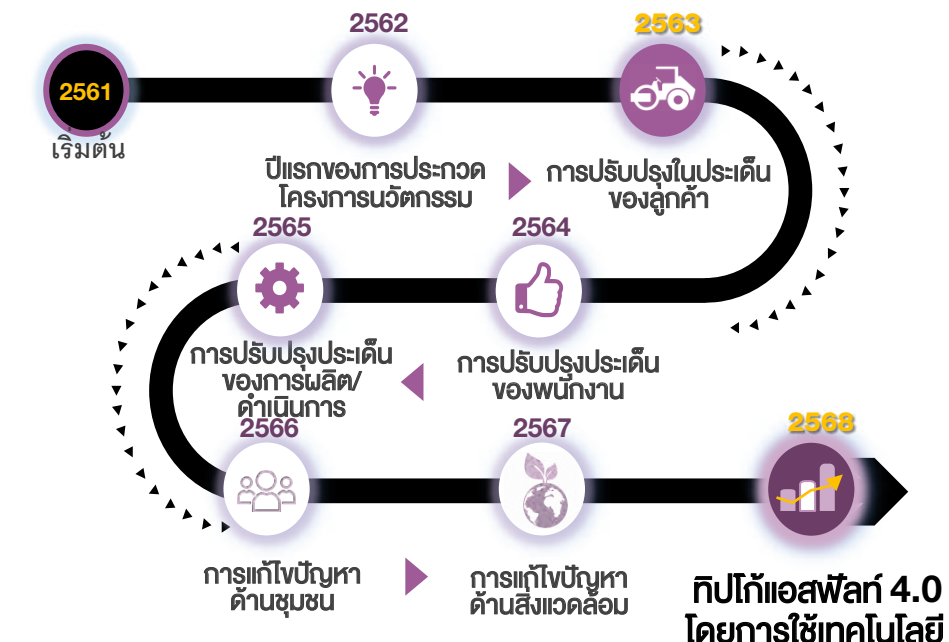 2561
เริ่มต้น
2562
ปีแรกของการประกวด
โครงการนวัตกรรม
2563
การปรับปรุงในประเด็น
ของลูกค้า
2564
การปรับปรุงประเด็น
ของพนักงาน
2565
การปรับปรุงประเด็น
ของการผลิต/
ดำเนินการ
2566
การแก้ไขปัญหา
ด้านชุมชน
2567
การแก้ไขปัญหา
ด้านสิ่งแวดล้อม
2568
ทิปโก้แอสฟัลท์ 4.0
โดยการใช้เทคโนโลยี